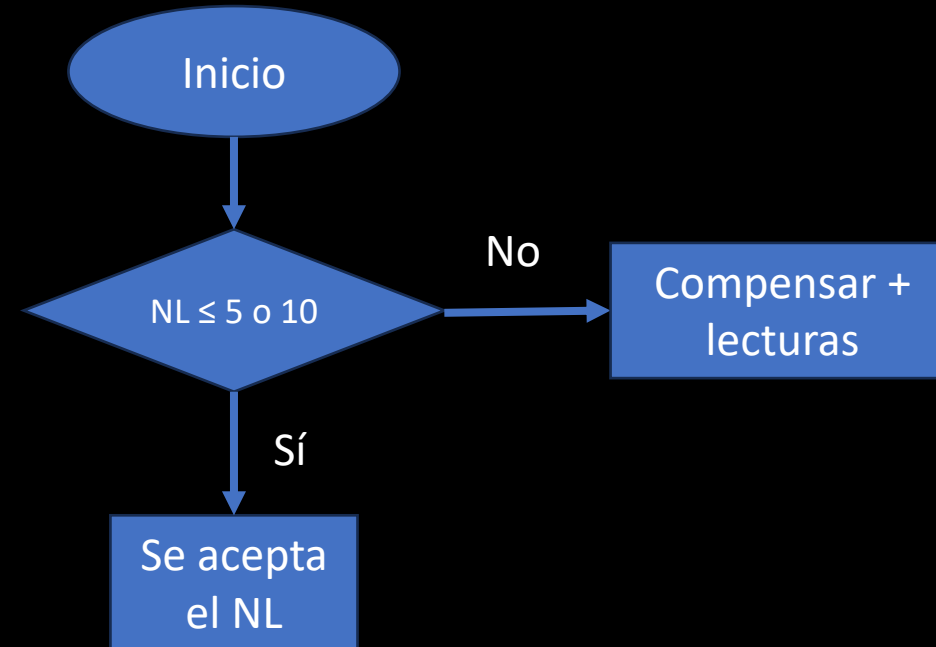 Inicio
No
NL ≤ 5 o 10
Compensar +
lecturas
Sí
Se acepta
el NL